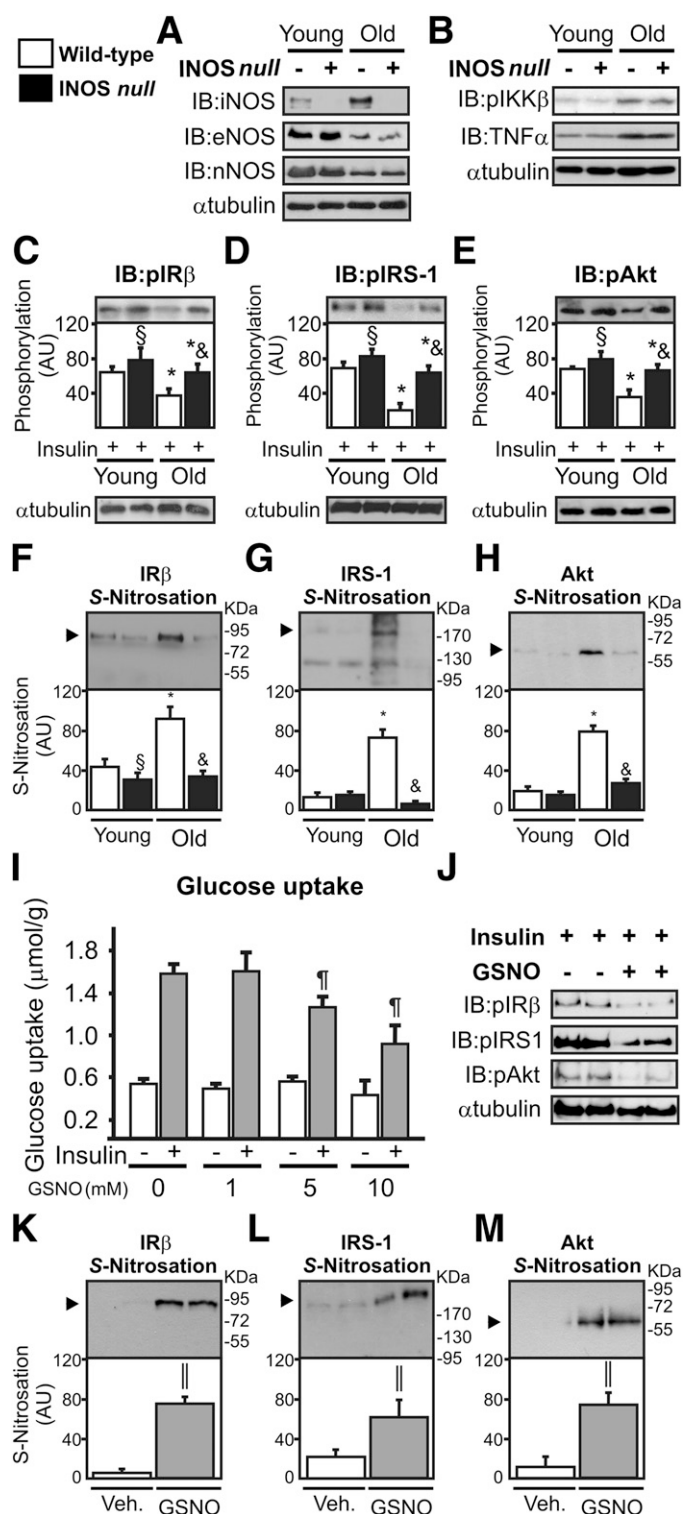 Wild-type
INOS null
A
Young Old
INOS null - + - +
IB:iNOS
IB:eNOS
IB:nNOS
αtubulin
B
Young Old
INOS null - + - +
IB:pIKKβ
IB:TNFα
αtubulin
C
IB:pIRβ
Phosphorylation
(AU)
120
80
40
§
*
*&
Insulin + + + +
Young Old
αtubulin
D
IB:pIRS-1
Phosphorylation
(AU)
120
80
40
§
*
*&
Insulin + + + +
Young Old
αtubulin
E
IB:pAkt
Phosphorylation
(AU)
120
80
40
§
*
*&
Insulin + + + +
Young Old
αtubulin
F
IRβ
S-Nitrosation
KDa
-95
-72
-55
S-Nitrosation
(AU)
120
80
40
0
§
*
&
Young Old
G
IRS-1
S-Nitrosation
KDa
-170
-130
-95
120
80
40
0
*
&
Young Old
H
Akt
S-Nitrosation
KDa
-95
-72
-55
120
80
40
0
*
&
Young Old
I
Glucose uptake
Glucose uptake (μmol/g)
1.8
1.4
1.0
0.6
0.2
¶
¶
Insulin - + - + - + - +
GSNO (mM) 0 1 5 10
J
Insulin + + + +
GSNO - - + +
IB:pIRβ
IB:pIRS1
IB:pAkt
αtubulin
K
IRβ
S-Nitrosation
KDa
-95
-72
-55
S-Nitrosation
(AU)
120
80
40
0
||
Veh. GSNO
L
IRS-1
S-Nitrosation
KDa
-170
-130
-95
120
80
40
0
||
Veh. GSNO
M
Akt
S-Nitrosation
KDa
-95
-72
-55
120
80
40
0
||
Veh. GSNO